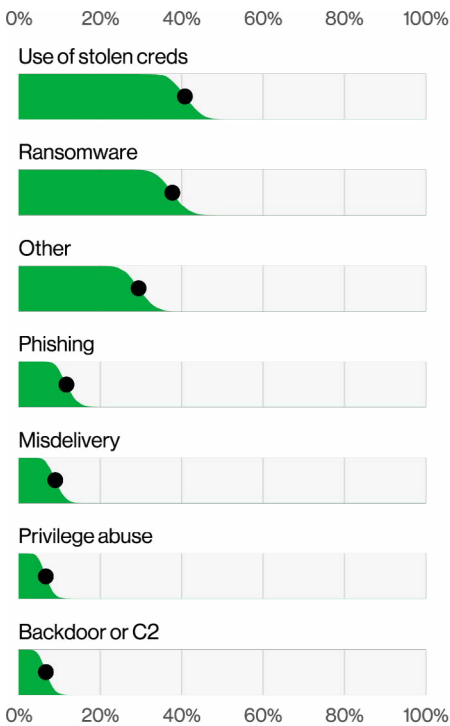 0% 20% 40% 60% 80% 100%
Use of stolen creds
Ransomware
Other
Phishing
Misdelivery
Privilege abuse
Backdoor or C2
0% 20% 40% 60% 80% 100%